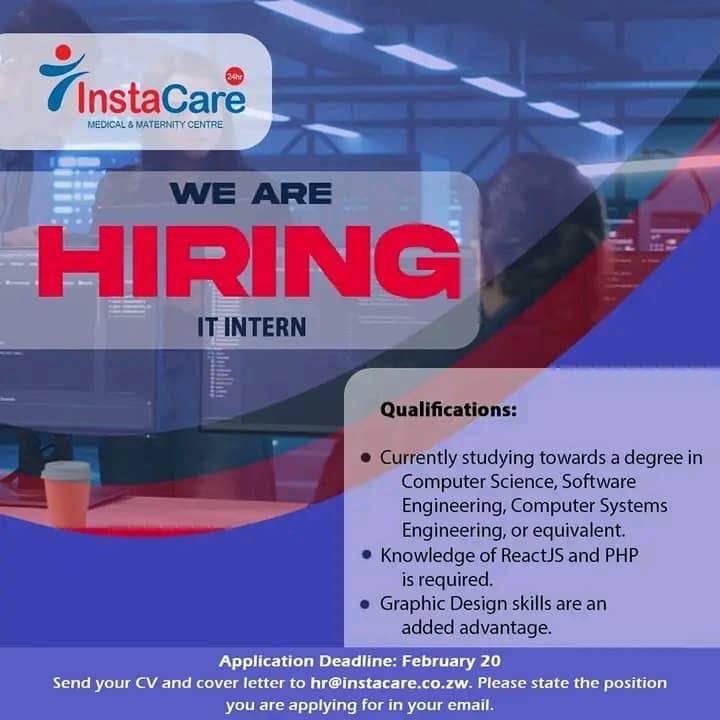 24hr
InstaCare
MEDICAL & MATERNITY CENTRE
WE ARE
HIRING
IT INTERN
Qualifications:
• Currently studying towards a degree in
Computer Science, Software
Engineering, Computer Systems
Engineering, or equivalent.
• Knowledge of ReactJS and PHP
is required.
• Graphic Design skills are an
added advantage.
Application Deadline: February 20
Send your CV and cover letter to hr@instacare.co.zw. Please state the position
you are applying for in your email.